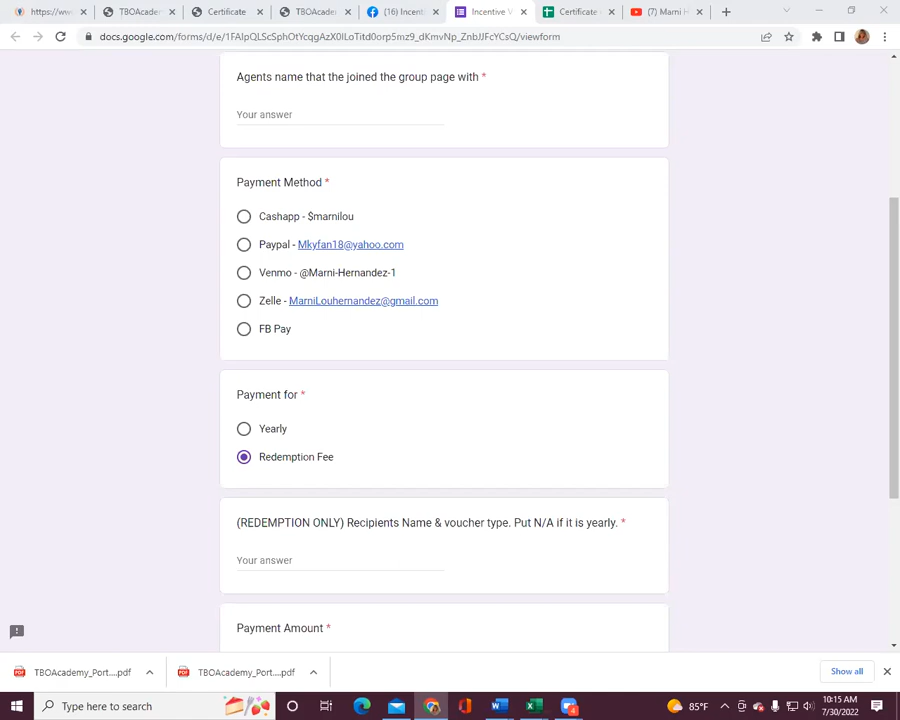 https://ww TBOAcadem Certificate TBOAcadem (16) Incenti Incentive V Certificate (7) Marni H
docs.google.com/forms/d/e/1FAIpQLScSphOtYcqgAzX0ILoTitd0orp5mz9_dKmvNp_ZnbJJFcYCsQ/viewform
Agents name that the joined the group page with *
Your answer
Payment Method *
Cashapp - $marnilou
Paypal - Mkyfan18@yahoo.com
Venmo - @Marni-Hernandez-1
Zelle - MarniLouhernandez@gmail.com
FB Pay
Payment for *
Yearly
Redemption Fee
(REDEMPTION ONLY) Recipients Name & voucher type. Put N/A if it is yearly. *
Your answer
Payment Amount *
TBOAcademy_Port....pdf TBOAcademy_Port....pdf Show all
Type here to search 4 85°F 10:15 AM
7/30/2022